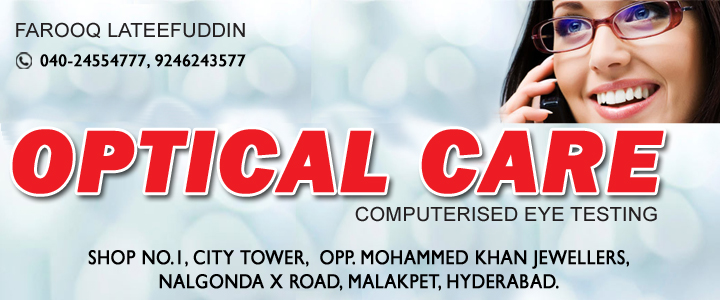 FAROOQ LATEEFUDDIN
040-24554777, 9246243577
OPTICAL CARE
COMPUTERISED EYE TESTING
SHOP NO.1, CITY TOWER, OPP. MOHAMMED KHAN JEWELLERS,
NALGONDA X ROAD, MALAKPET, HYDERABAD.